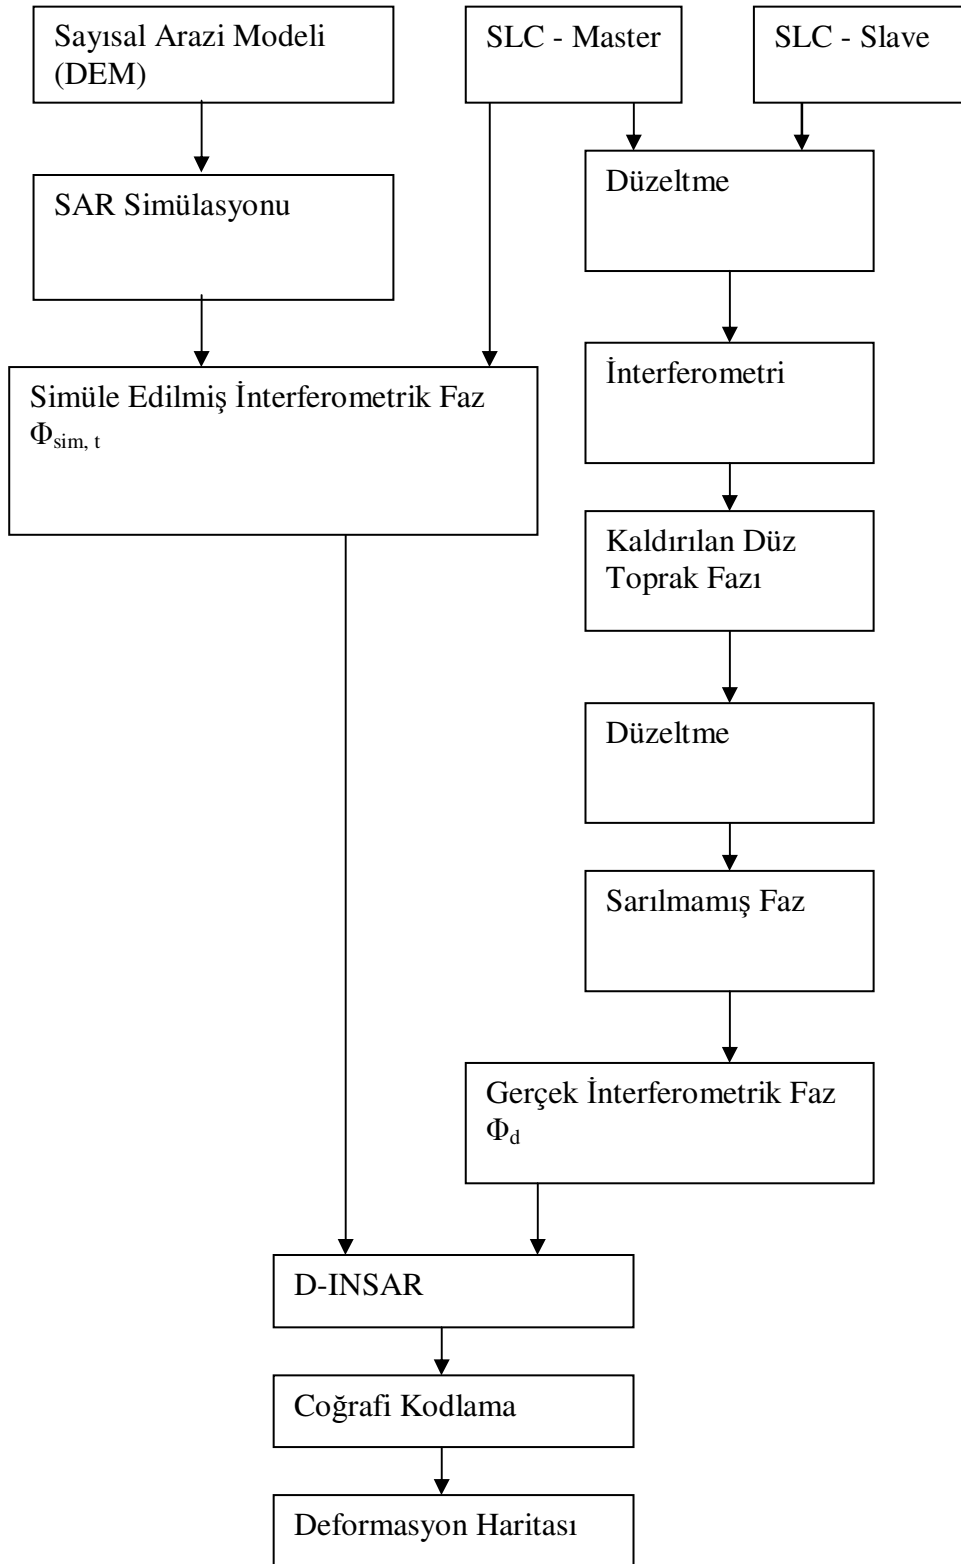 Sayısal Arazi Modeli
(DEM)
SLC - Master
SLC - Slave
SAR Simülasyonu
Düzeltme
Simüle Edilmiş İnterferometrik Faz
Φsim, t
İnterferometri
Kaldırılan Düz
Toprak Fazı
Düzeltme
Sarılmamış Faz
Gerçek İnterferometrik Faz
Φd
D-INSAR
Coğrafi Kodlama
Deformasyon Haritası